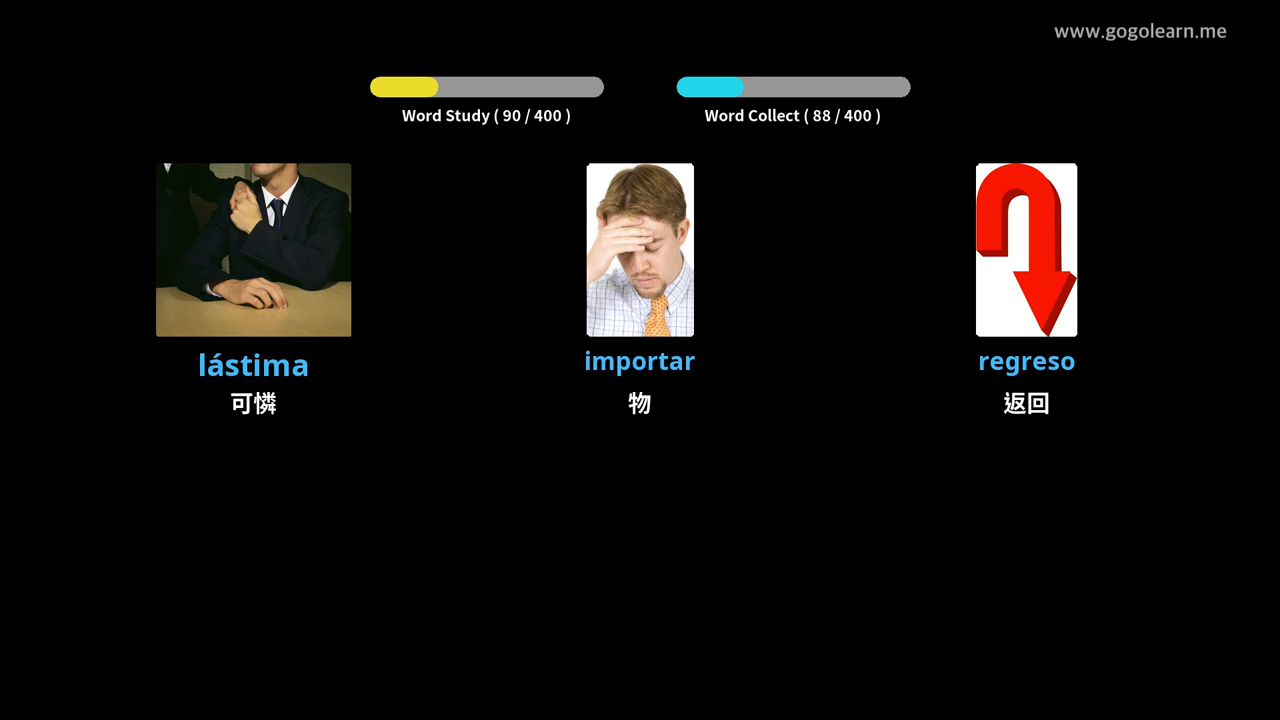 www.gogolearn.me
Word Study ( 90 / 400 )
Word Collect ( 88 / 400 )
lástima
importar
regreso
可憐
物
返回